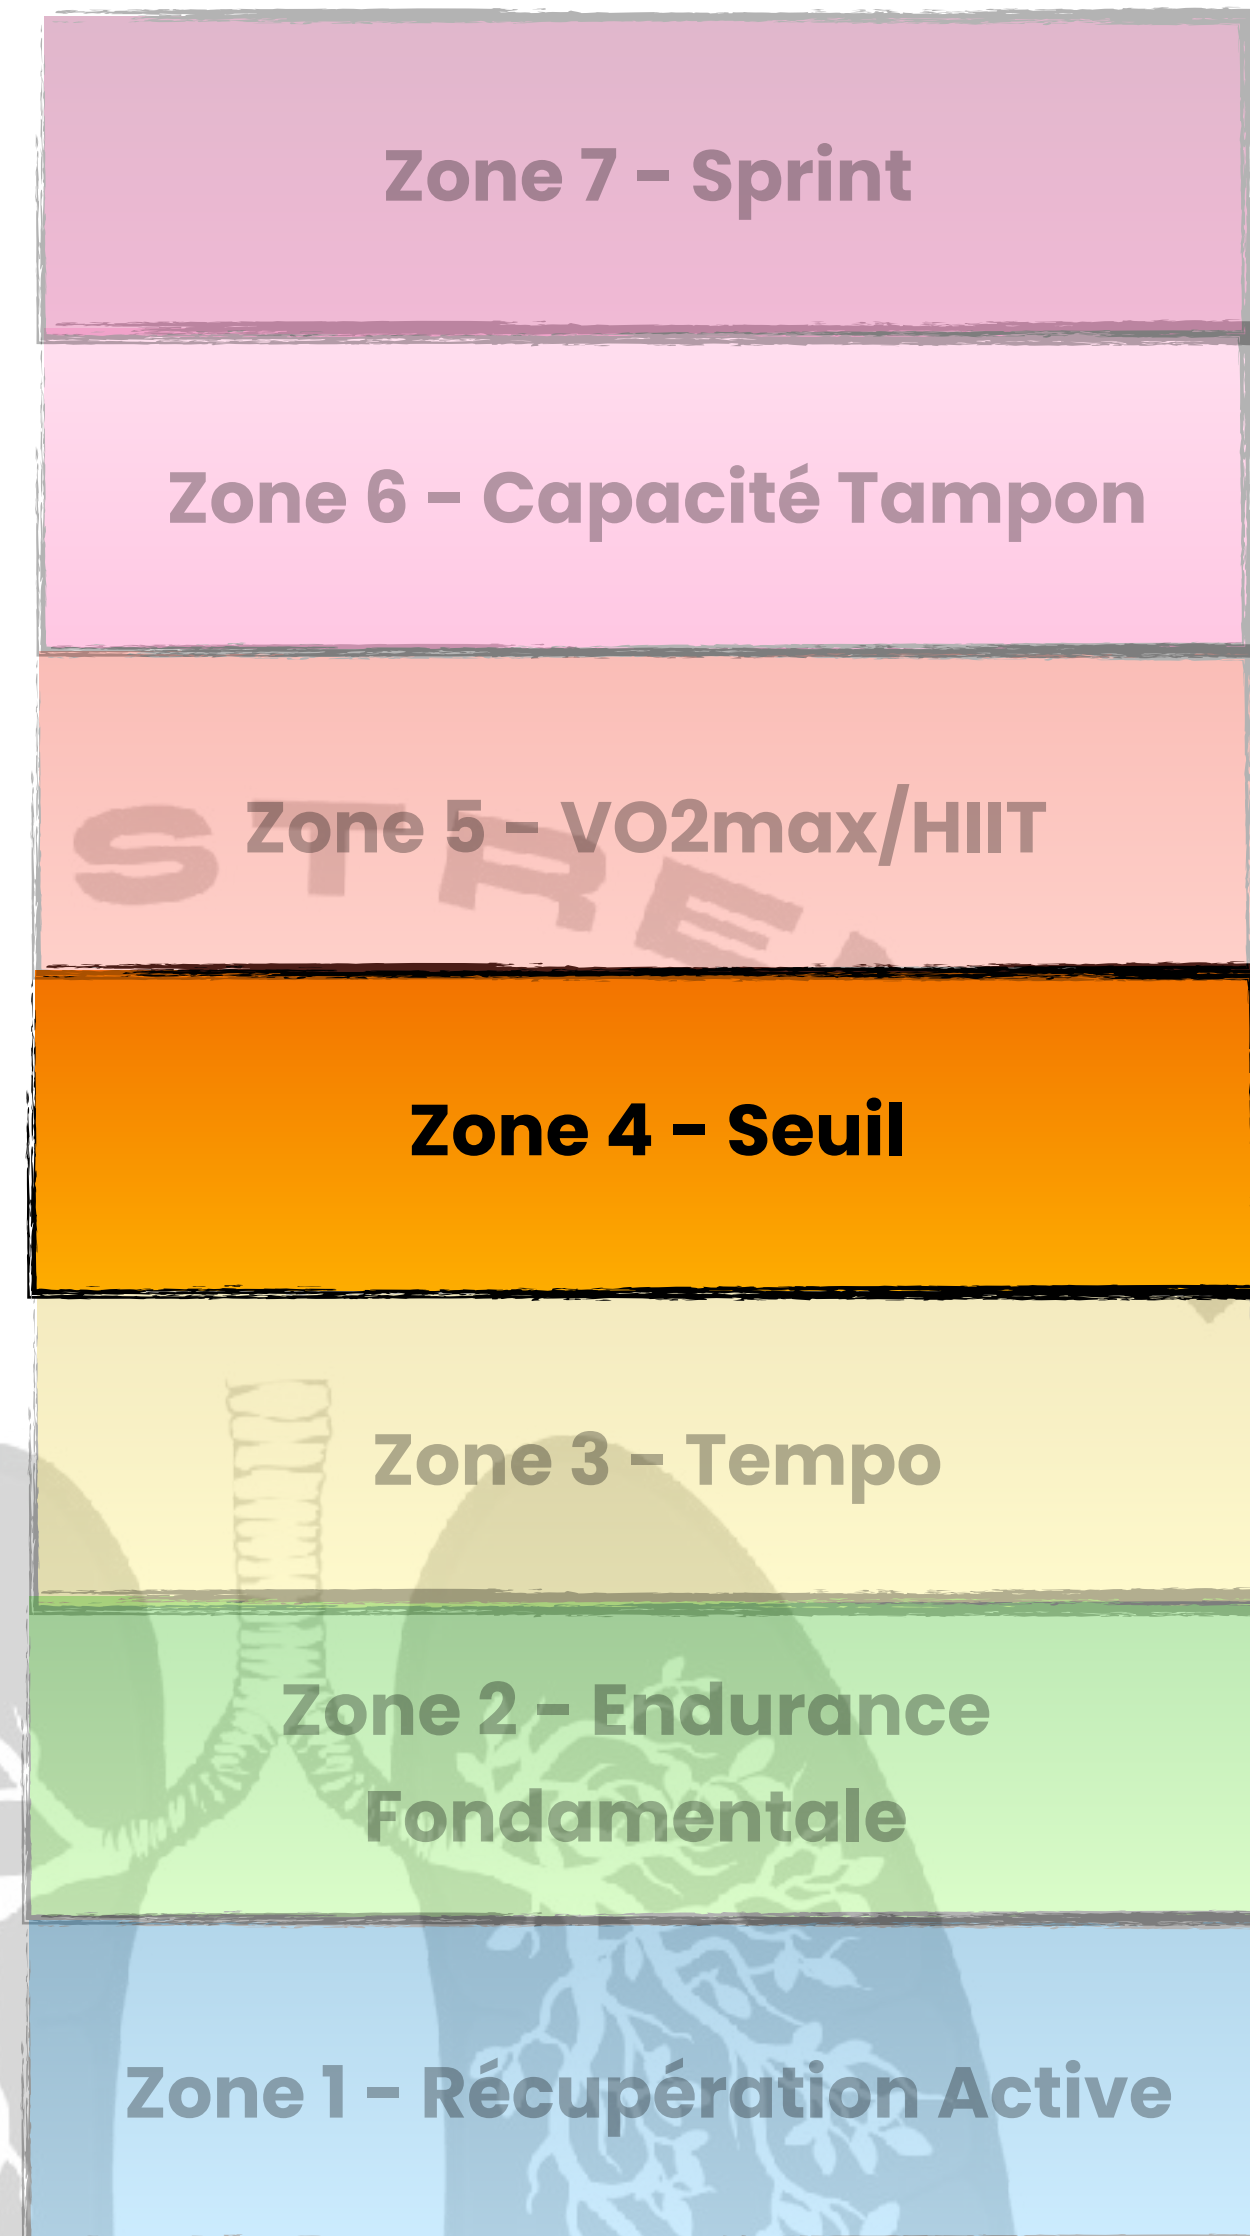 Zone 7 - Sprint
Zone 6 - Capacité Tampon
Zone 5 - VO2max/HIIT
Zone 4 - Seuil
Zone 3 - Tempo
Zone 2 - Endurance
Fondamentale
Zone 1 - Récupération Active